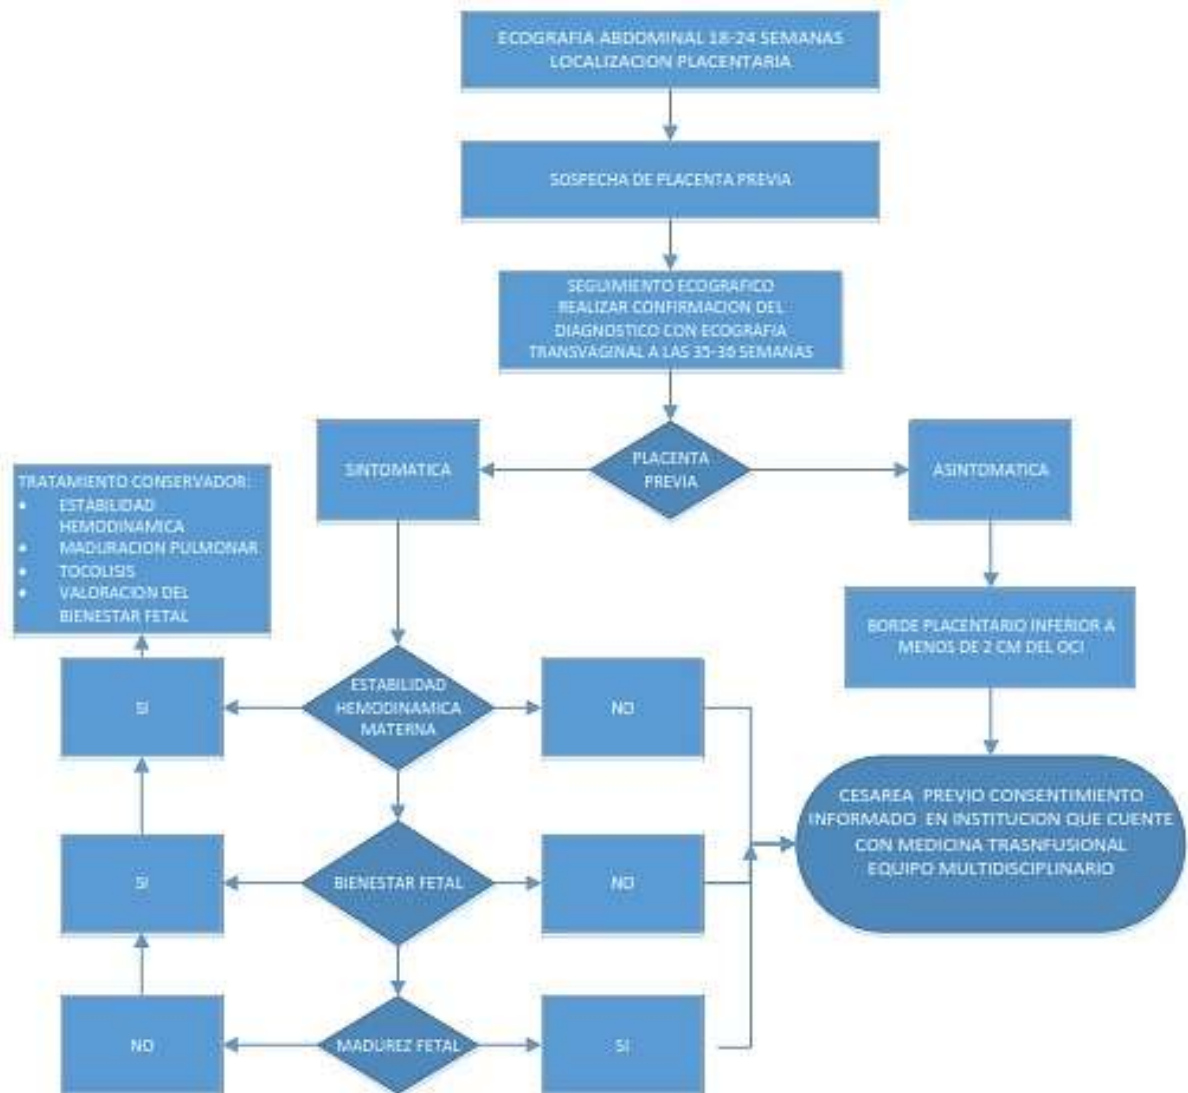 ECOGRAFIA ABDOMINAL 18-24 SEMANAS
LOCALIZACION PLACENTARIA
SOSPECHA DE PLACENTA PREVIA
SEGUIMIENTO ECOGRAFICO
REALIZAR CONFIRMACION DEL
DIAGNOSTICO CON ECOGRAFIA
TRANSVAGINAL A LAS 35-36 SEMANAS
PLACENTA
PREVIA
SINTOMATICA
ASINTOMATICA
TRATAMIENTO CONSERVADOR:
• ESTABILIDAD
HEMODINAMICA
• MADURACION PULMONAR
• TOCOLISIS
• VALORACION DEL
BIENESTAR FETAL
BORDE PLACENTARIO INFERIOR A
MENOS DE 2 CM DEL OCI
SI
ESTABILIDAD
HEMODINAMICA
MATERNA
NO
CESAREA PREVIO CONSENTIMIENTO
INFORMADO EN INSTITUCION QUE CUENTE
CON MEDICINA TRASNFUSIONAL
EQUIPO MULTIDISCIPLINARIO
SI
BIENESTAR FETAL
NO
NO
MADUREZ FETAL
SI